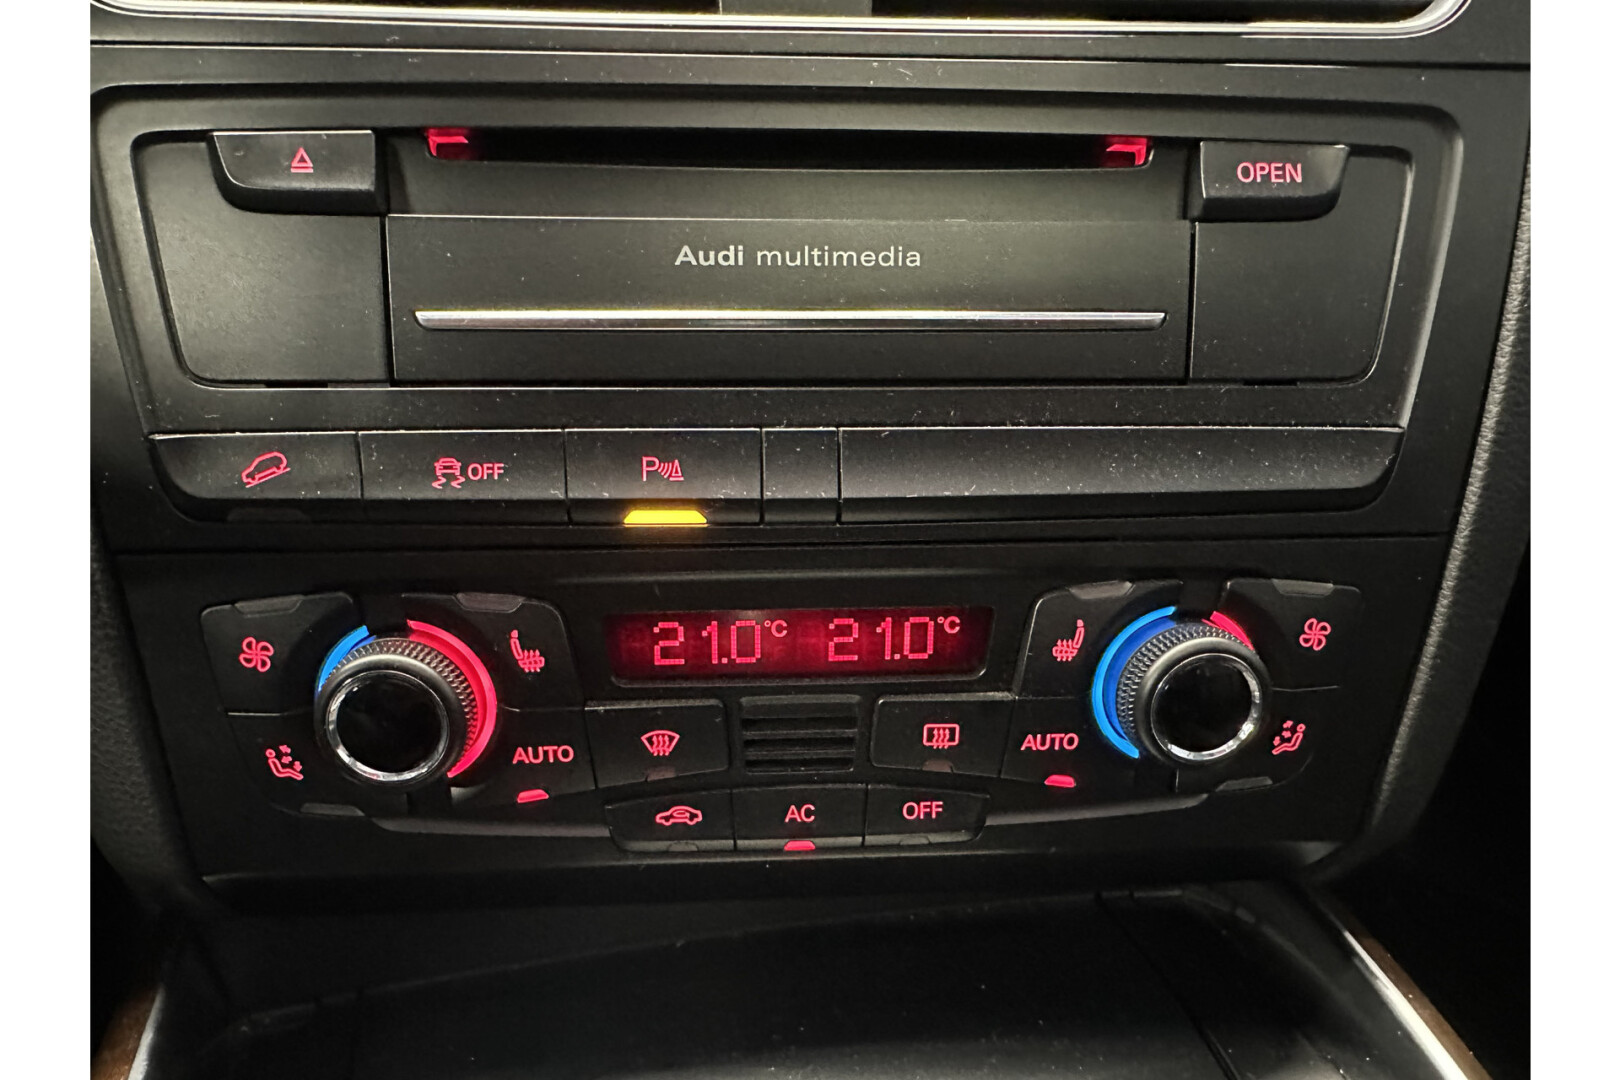 OPEN
Audi multimedia
OFF P
21.0°C 21.0°C
AUTO AUTO
AC OFF